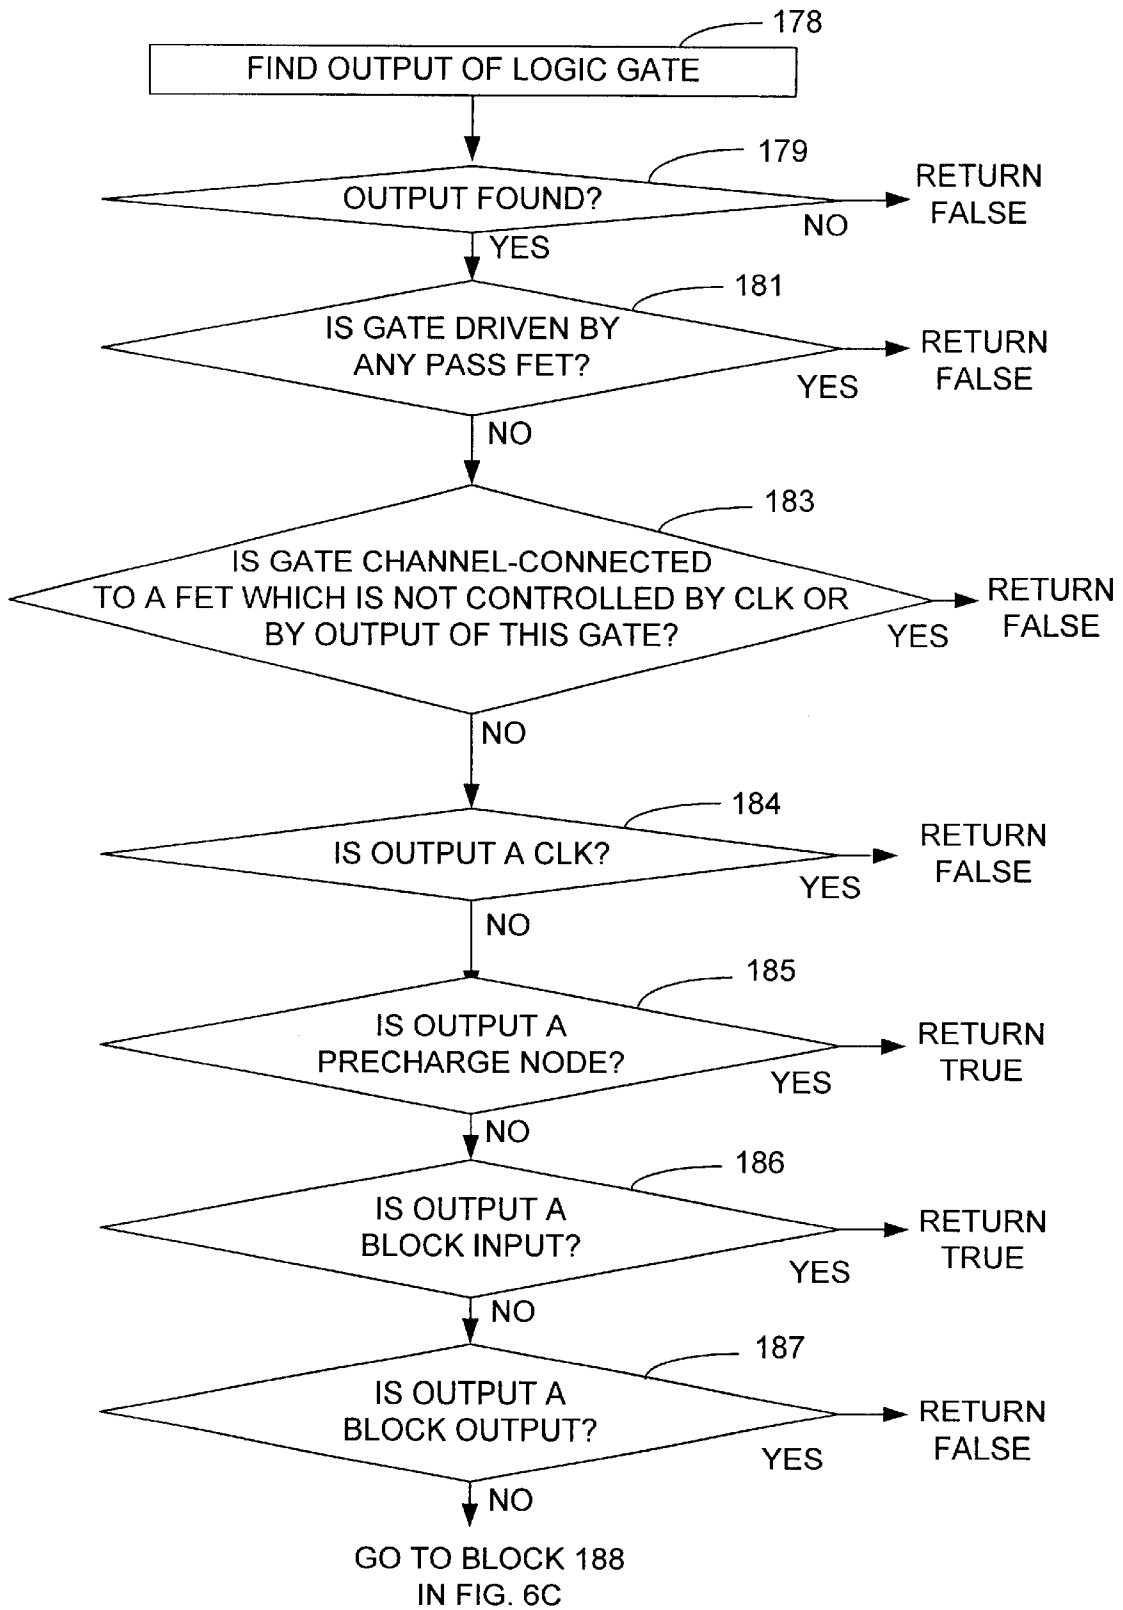 178
FIND OUTPUT OF LOGIC GATE
179
OUTPUT FOUND?
RETURN
FALSE
NO
YES
181
IS GATE DRIVEN BY
ANY PASS FET?
RETURN
FALSE
YES
NO
183
IS GATE CHANNEL-CONNECTED
TO A FET WHICH IS NOT CONTROLLED BY CLK OR
BY OUTPUT OF THIS GATE?
RETURN
FALSE
YES
NO
184
IS OUTPUT A CLK?
RETURN
FALSE
YES
NO
185
IS OUTPUT A
PRECHARGE NODE?
RETURN
TRUE
YES
NO
186
IS OUTPUT A
BLOCK INPUT?
RETURN
TRUE
YES
NO
187
IS OUTPUT A
BLOCK OUTPUT?
RETURN
FALSE
YES
NO
GO TO BLOCK 188
IN FIG. 6C